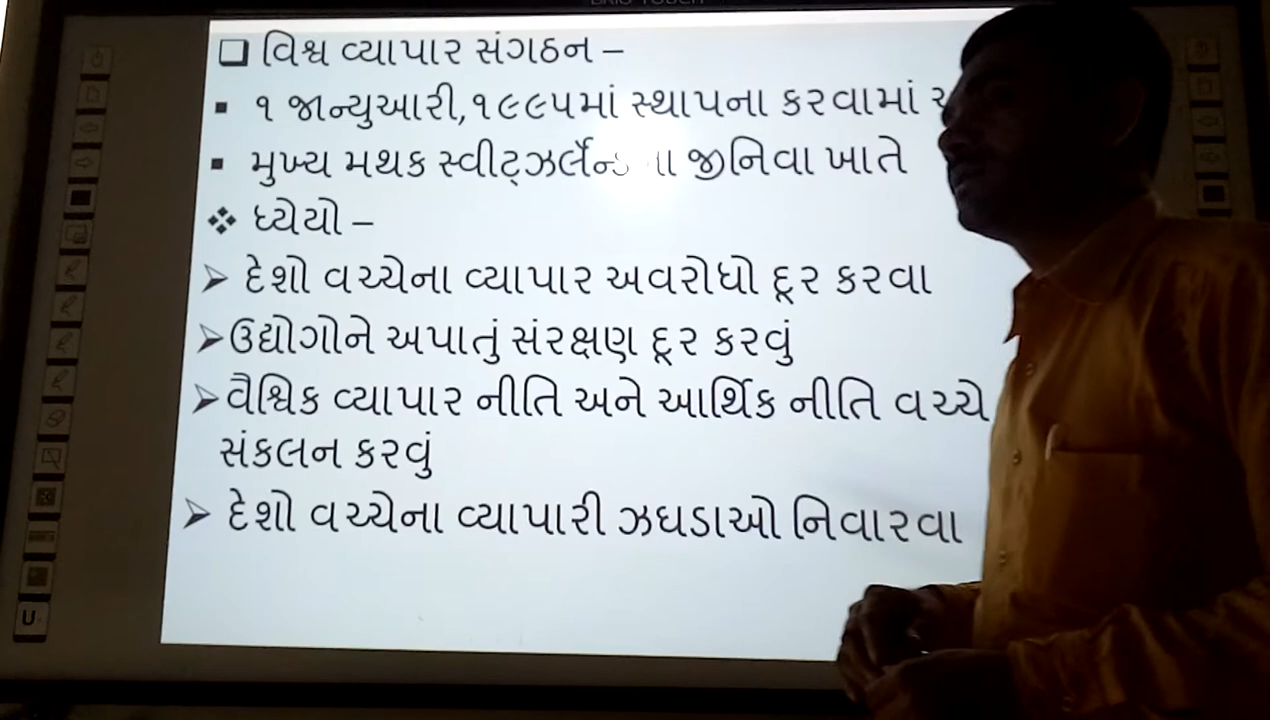 વિશ્વ વ્યાપાર સંગઠન –
૧ જાન્યુઆરી,૧૯૯૫માં સ્થાપના કરવામાં
મુખ્ય મથક સ્વીટ્ઝર્લેન્ડ જીનિવા ખાતે
ધ્યેયો –
દેશો વચ્ચેના વ્યાપાર અવરોધો દૂર કરવા
ઉદ્યોગોને અપાતું સંરક્ષણ દૂર કરવું
વૈશ્વિક વ્યાપાર નીતિ અને આર્થિક નીતિ વચ્ચે
સંકલન કરવું
દેશો વચ્ચેના વ્યાપારી ઝઘડાઓ નિવારવા